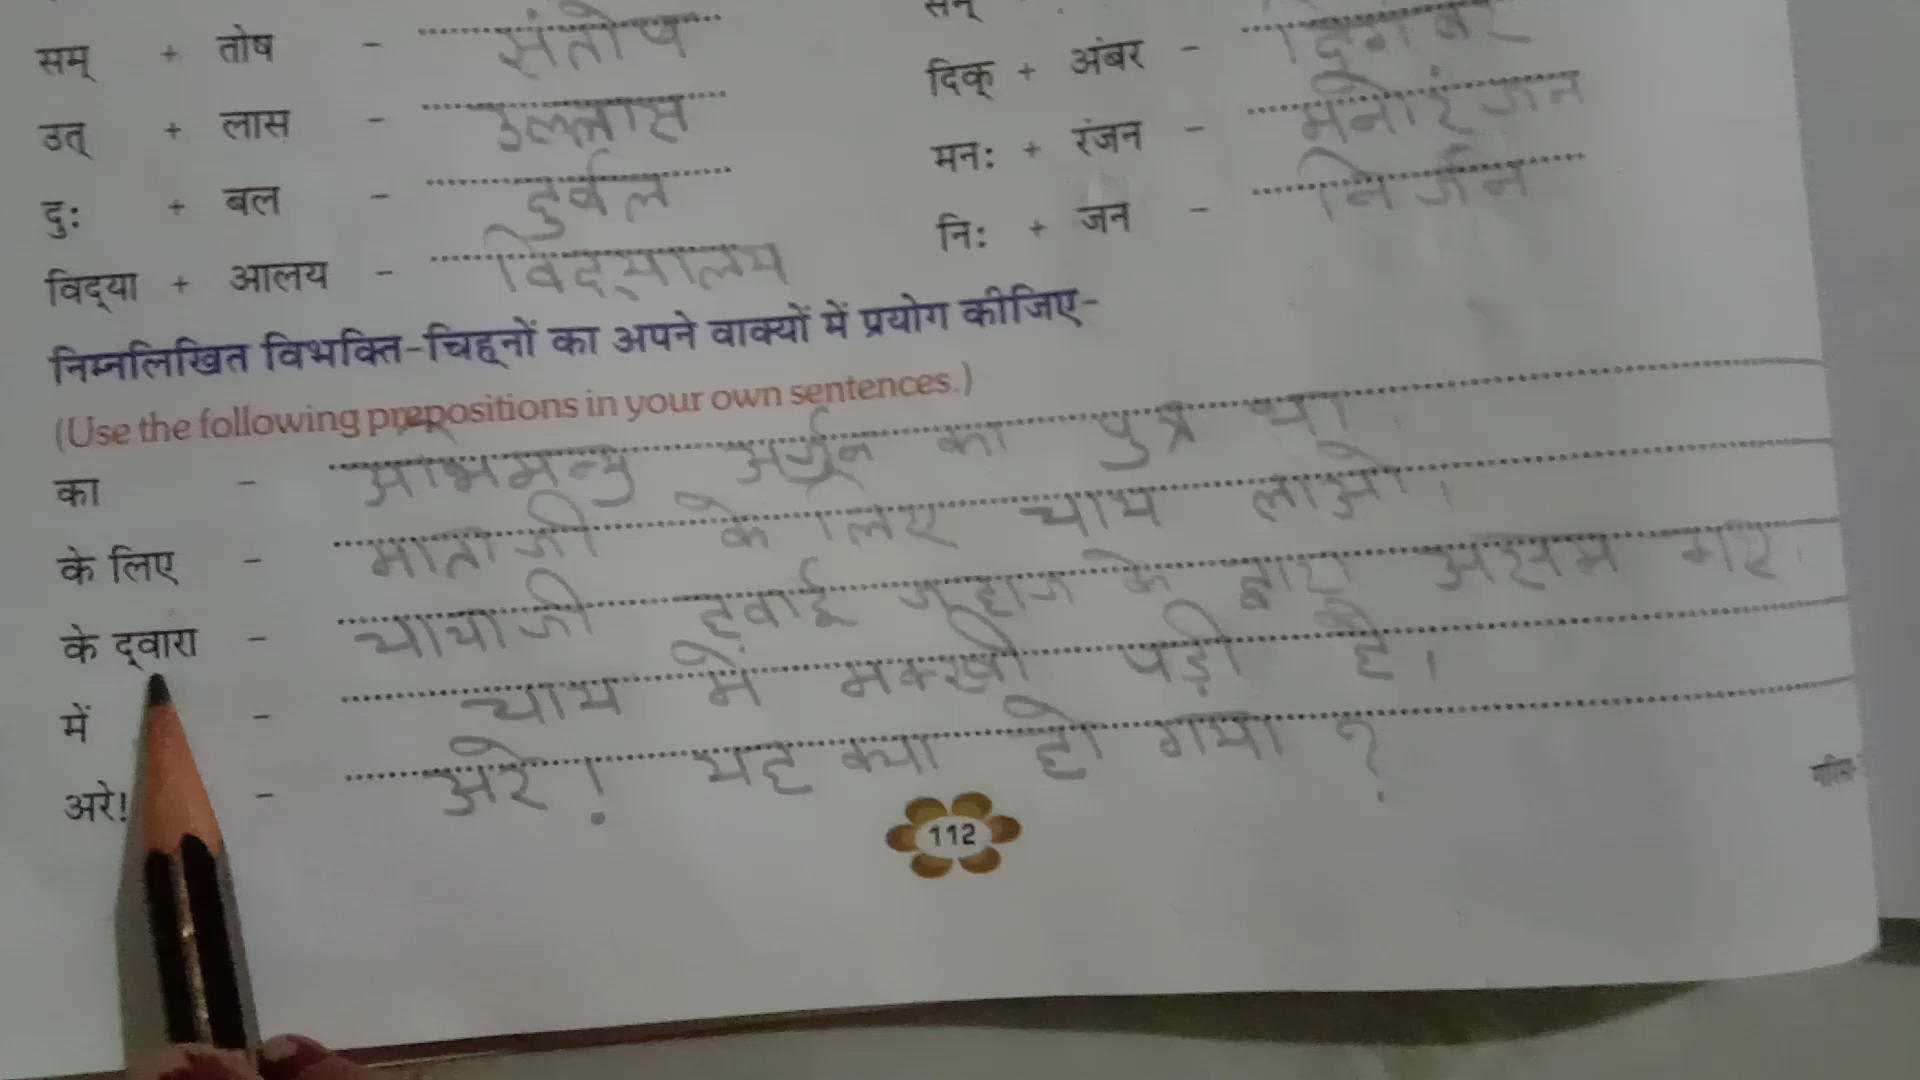 सन्
सम् + तोष - संतोष
दिक् + अंबर - दिगंबर
उत् + लास - उल्लास
मनः + रंजन - मनोरंजन
दुः + बल - दुर्बल
निः + जन - निर्जन
विद्या + आलय - विद्यालय
निम्नलिखित विभक्ति-चिह्नों का अपने वाक्यों में प्रयोग कीजिए-
(Use the following prepositions in your own sentences.)
का - अभिमन्यु अर्जुन का पुत्र था
के लिए - माताजी के लिए चाय लाओ।
के द्वारा - चाचाजी हवाई जहाज के द्वारा असम गए।
में - चाय में मक्खी पड़ी है।
अरे! - अरे! यह क्या हो गया ?
112